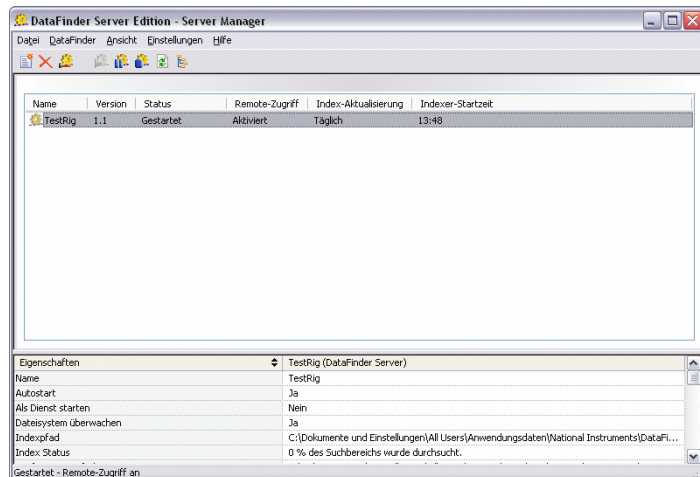 DataFinder Server Edition - Server Manager
Datei DataFinder Ansicht Einstellungen Hilfe
Name Version Status Remote-Zugriff Index-Aktualisierung Indexer-Startzeit
TestRig 1.1 Gestartet Aktiviert Täglich 13:48
Eigenschaften TestRig (DataFinder Server)
Name TestRig
Autostart Ja
Als Dienst starten Nein
Dateisystem überwachen Ja
Indexpfad C:\Dokumente und Einstellungen\All Users\Anwendungsdaten\National Instruments\DataFi...
Index Status 0 % des Suchbereichs wurde durchsucht.
Gestartet - Remote-Zugriff an